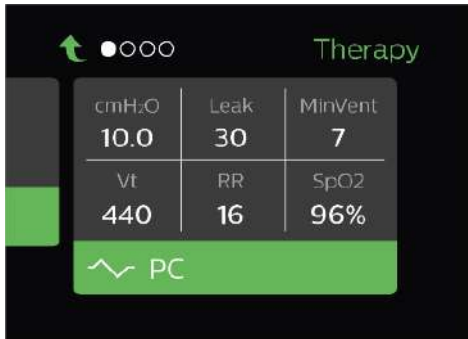 Therapy
cmH₂O Leak MinVent
10.0 30 7
Vt RR SpO2
440 16 96%
PC